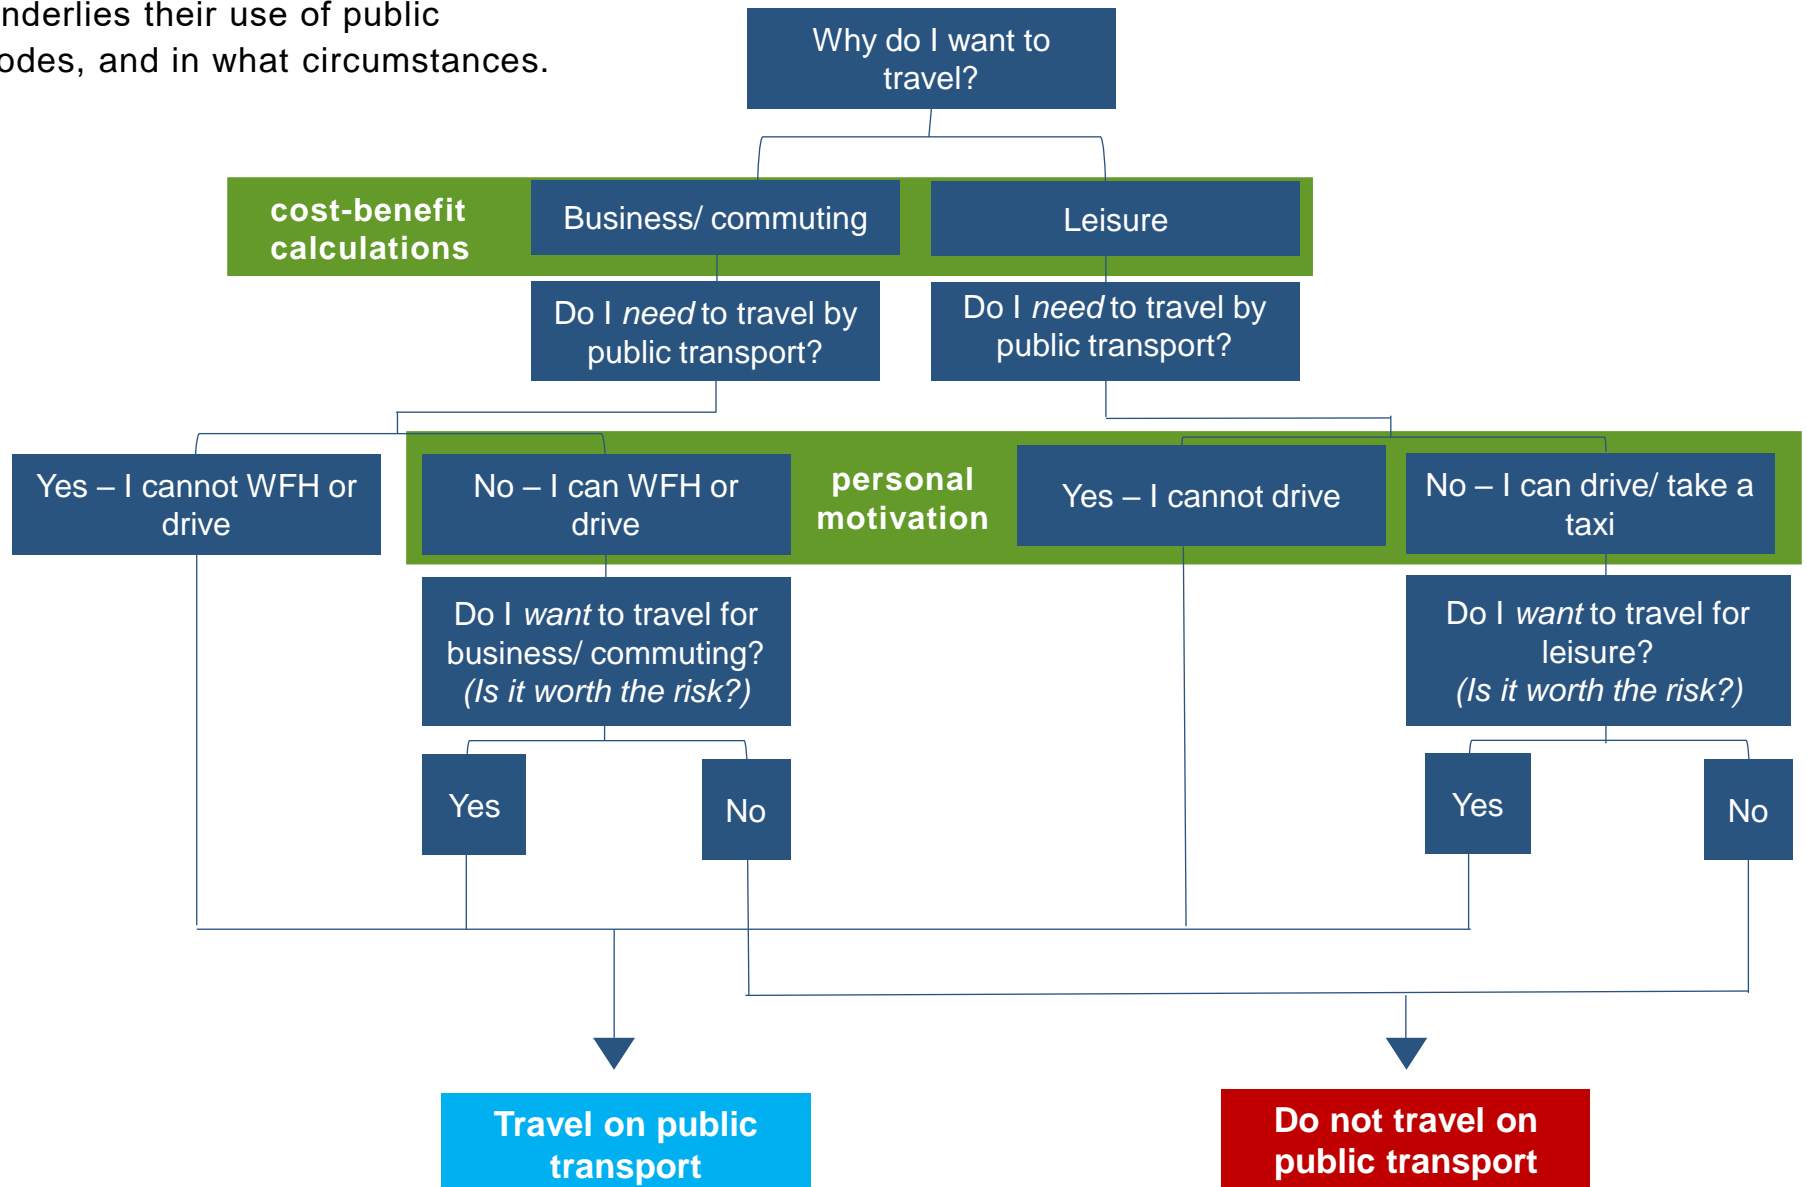 nderlies their use of public
odes, and in what circumstances.
Why do I want to
travel?
cost-benefit
calculations
Business/ commuting
Leisure
Do I need to travel by
public transport?
Do I need to travel by
public transport?
Yes – I cannot WFH or
drive
No – I can WFH or
drive
personal
motivation
Yes – I cannot drive
No – I can drive/ take a
taxi
Do I want to travel for
business/ commuting?
(Is it worth the risk?)
Do I want to travel for
leisure?
(Is it worth the risk?)
Yes
No
Yes
No
Travel on public
transport
Do not travel on
public transport